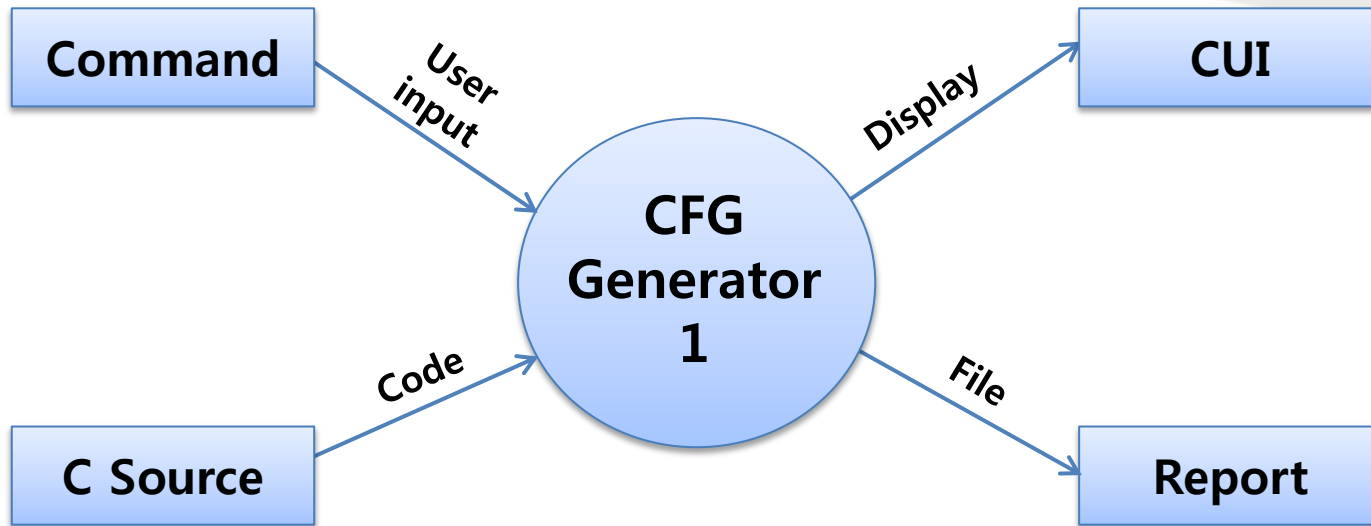 Command
User
input
CFG
Generator
1
Display
CUI
C Source
Code
File
Report